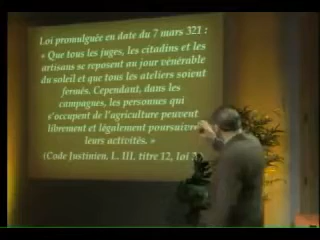 Loi promulguée en date du 7 mars 321 :
« Que tous les juges, les citadins et les
artisans se reposent au jour vénérable
du soleil et que tous les ateliers soient
fermés. Cependant, dans les
campagnes, les personnes qui
s'occupent de l'agriculture peuvent
librement et légalement poursuivre
leurs activités. »
(Code Justinien, L. III, titre 12, loi